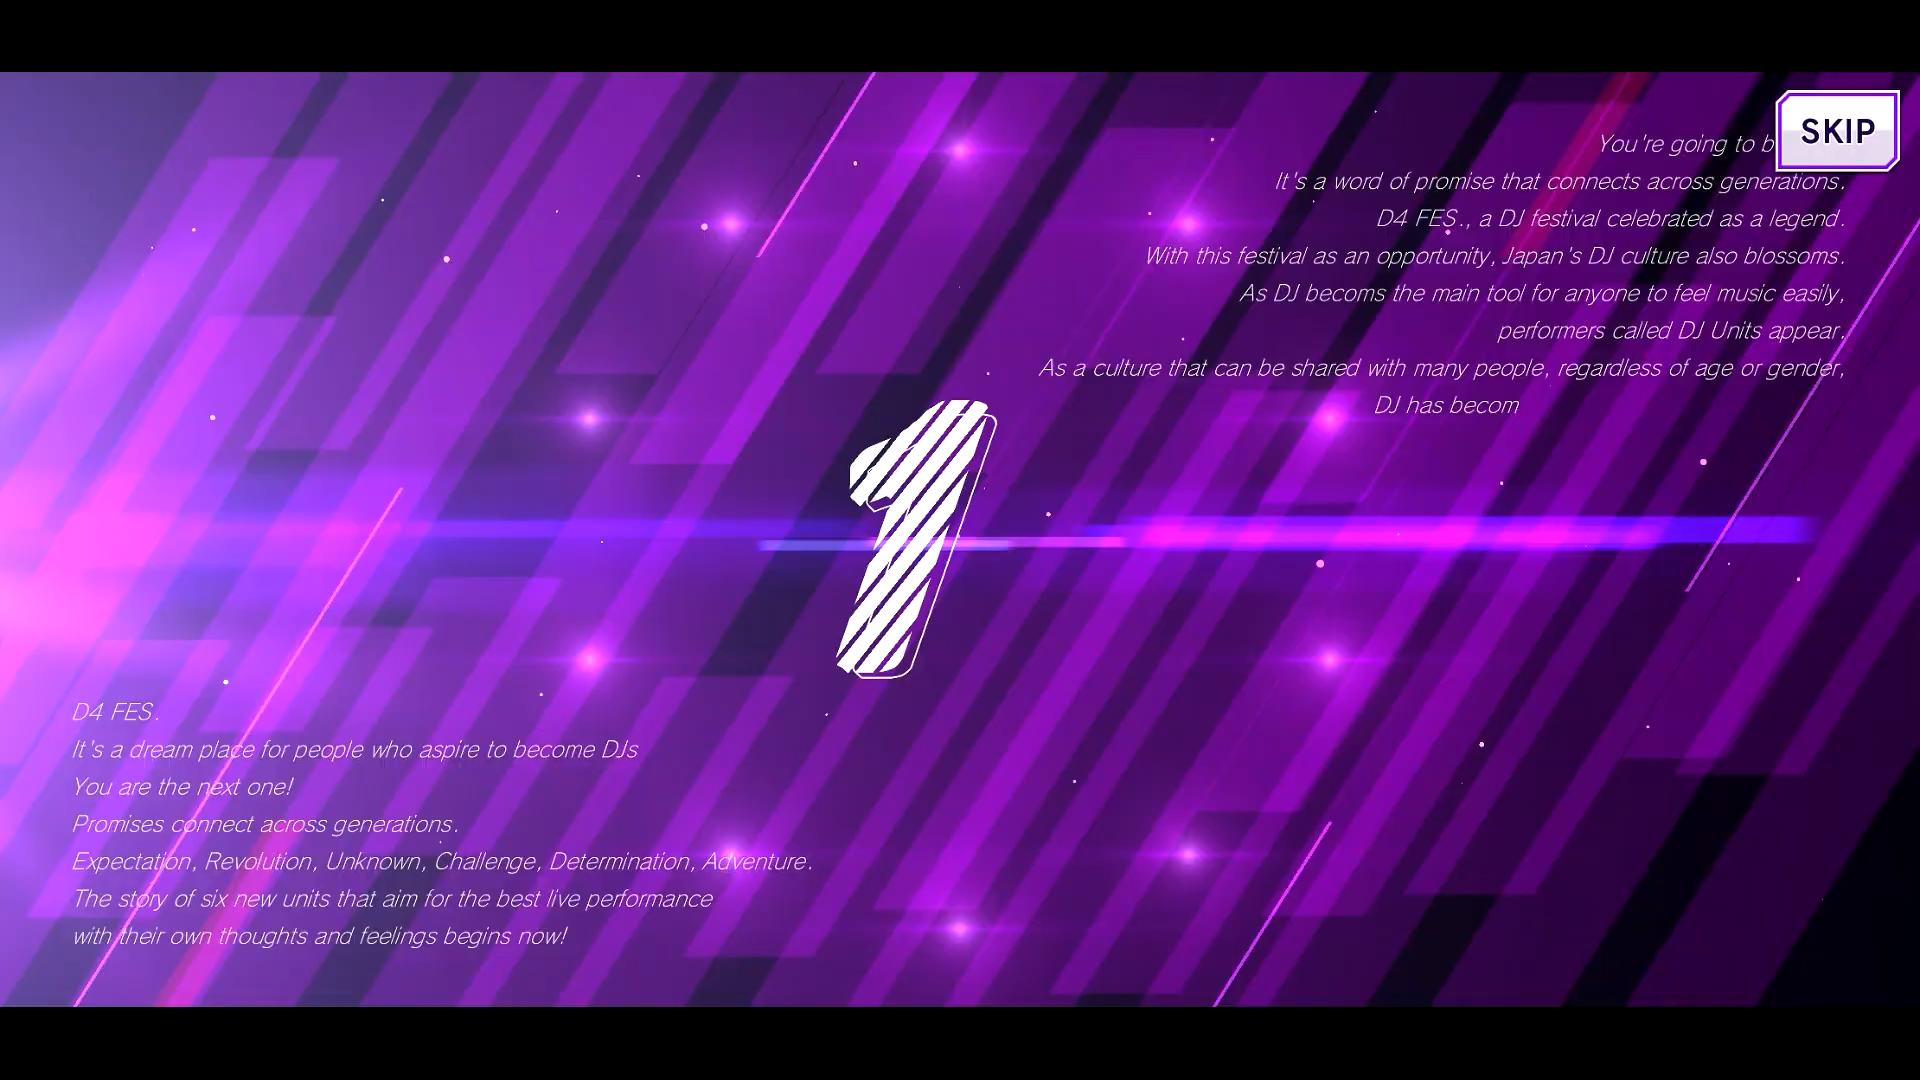 SKIP
You're going to b
It's a word of promise that connects across generations.
D4 FES., a DJ festival celebrated as a legend.
With this festival as an opportunity, Japan's DJ culture also blossoms.
As DJ becoms the main tool for anyone to feel music easily,
performers called DJ Units appear.
As a culture that can be shared with many people, regardless of age or gender,
DJ has becom
1
D4 FES.
It's a dream place for people who aspire to become DJs
You are the next one!
Promises connect across generations.
Expectation, Revolution, Unknown, Challenge, Determination, Adventure.
The story of six new units that aim for the best live performance
with their own thoughts and feelings begins now!